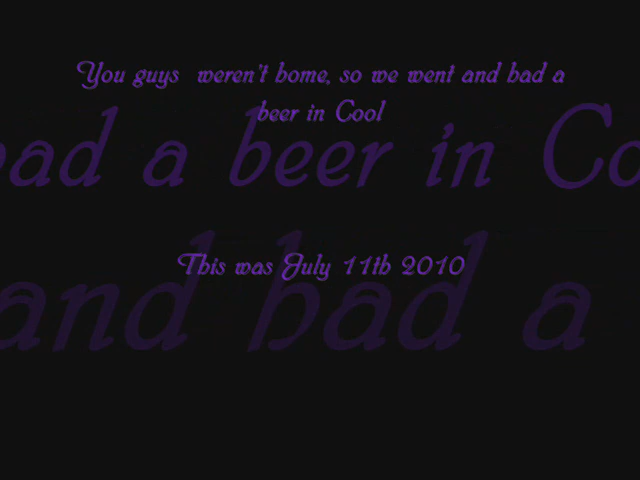 You guys weren't home, so we went and had a
beer in Cool
had a beer in Co
This was July 11th 2010
and had a